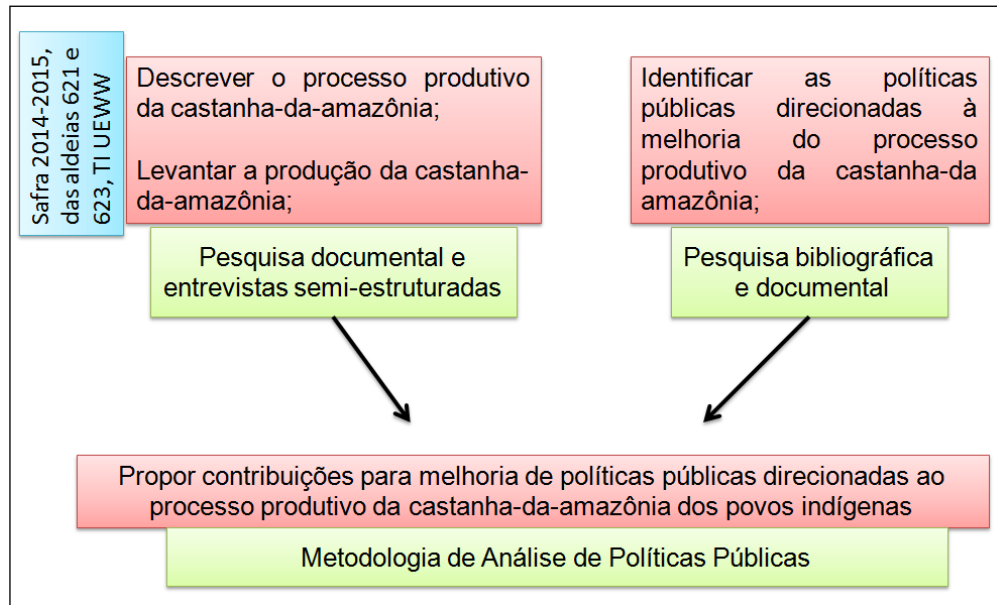 Safra 2014-2015,
das aldeias 621 e
623, TI UEWW
Descrever o processo produtivo
da castanha-da-amazônia;
Levantar a produção da castanha-
da-amazônia;
Pesquisa documental e
entrevistas semi-estruturadas
Identificar as políticas
públicas direcionadas à
melhoria do processo
produtivo da castanha-da
amazônia;
Pesquisa bibliográfica
e documental
Propor contribuições para melhoria de políticas públicas direcionadas ao
processo produtivo da castanha-da-amazônia dos povos indígenas
Metodologia de Análise de Políticas Públicas